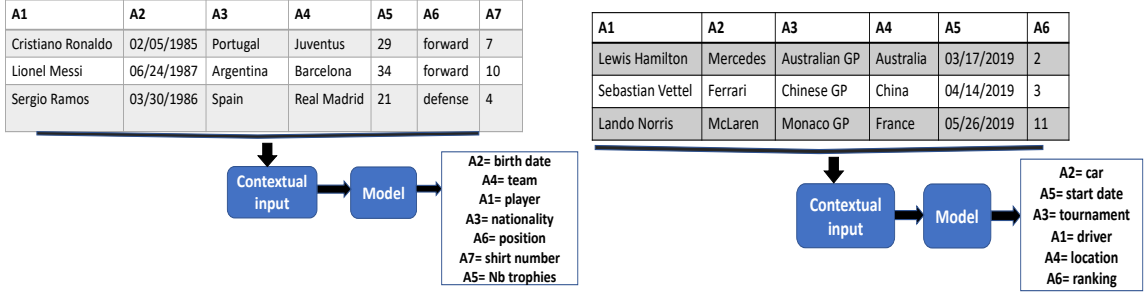 A1 A2 A3 A4 A5 A6 A7
Cristiano Ronaldo 02/05/1985 Portugal Juventus 29 forward 7
Lionel Messi 06/24/1987 Argentina Barcelona 34 forward 10
Sergio Ramos 03/30/1986 Spain Real Madrid 21 defense 4
Contextual
input
Model
A2= birth date
A4= team
A1= player
A3= nationality
A6= position
A7= shirt number
A5= Nb trophies
A1 A2 A3 A4 A5 A6
Lewis Hamilton Mercedes Australian GP Australia 03/17/2019 2
Sebastian Vettel Ferrari Chinese GP China 04/14/2019 3
Lando Norris McLaren Monaco GP France 05/26/2019 11
Contextual
input
Model
A2= car
A5= start date
A3= tournament
A1= driver
A4= location
A6= ranking